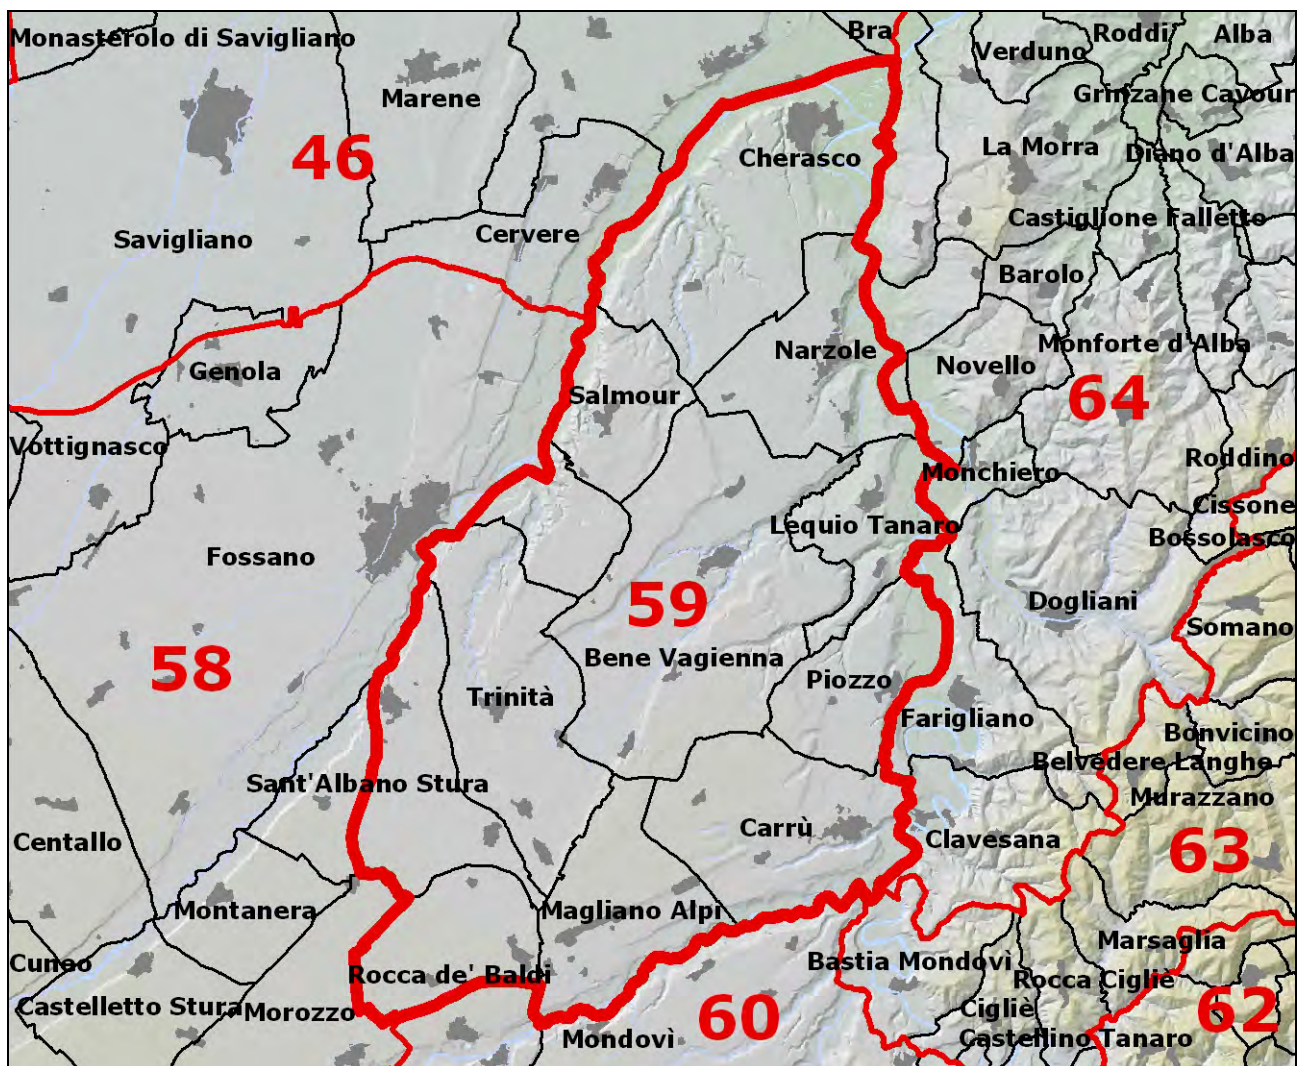 Monasterolo di Savigliano
Bra
Verduno
Roddi
Alba
Marene
Grinzane Cavour
46
Cherasco
La Morra
Diano d'Alba
Savigliano
Cervere
Castiglione Falletto
Barolo
Genola
Narzole
Novello
Monforte d'Alba
Salmour
64
Vottignasco
Monchiero
Roddino
Cissone
Lequio Tanaro
Bossolasco
Fossano
59
Dogliani
Somano
58
Bene Vagienna
Piozzo
Trinità
Farigliano
Bonvicino
Belvedere Langhe
Sant'Albano Stura
Murazzano
Centallo
Carrù
Clavesana
63
Montanera
Magliano Alpi
Marsaglia
Cuneo
Rocca de' Baldi
Bastia Mondovì
Rocca Cigliè
Castelletto Stura
Morozzo
60
Cigliè
62
Mondovì
Castellino Tanaro